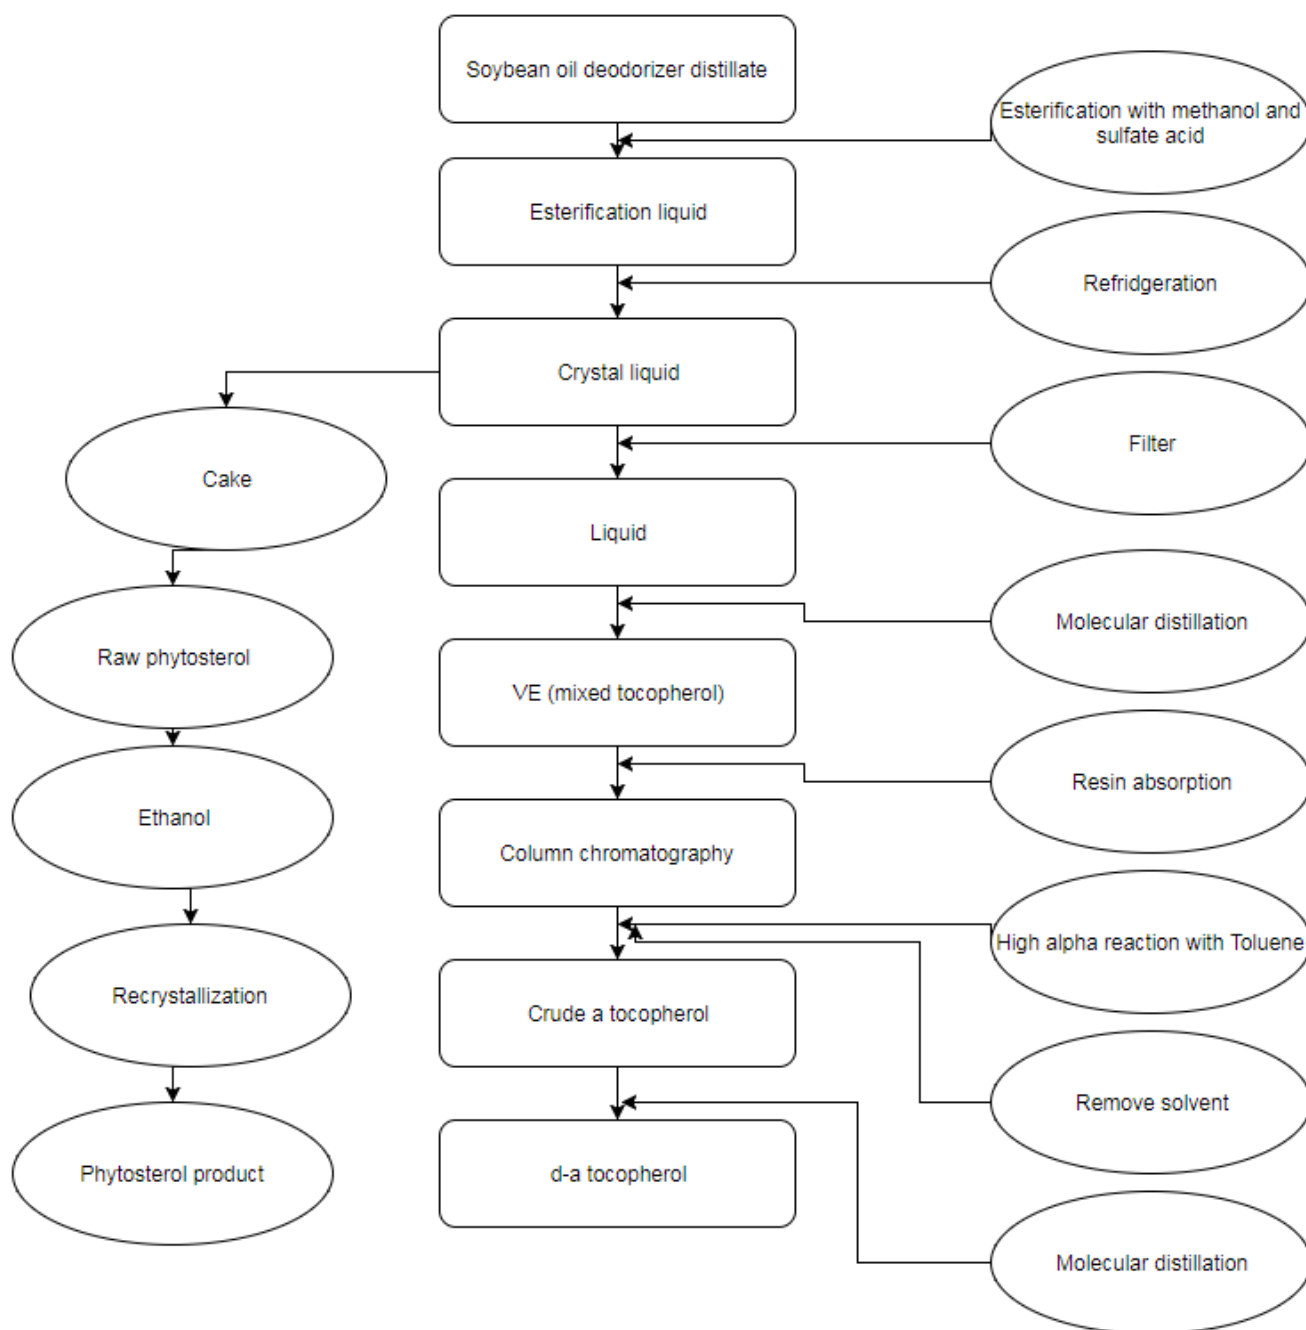 Soybean oil deodorizer distillate
Esterification with methanol and
sulfate acid
Esterification liquid
Refridgeration
Crystal liquid
Filter
Cake
Liquid
Molecular distillation
Raw phytosterol
VE (mixed tocopherol)
Resin absorption
Ethanol
Column chromatography
High alpha reaction with Toluene
Recrystallization
Crude a tocopherol
Remove solvent
Phytosterol product
d-a tocopherol
Molecular distillation